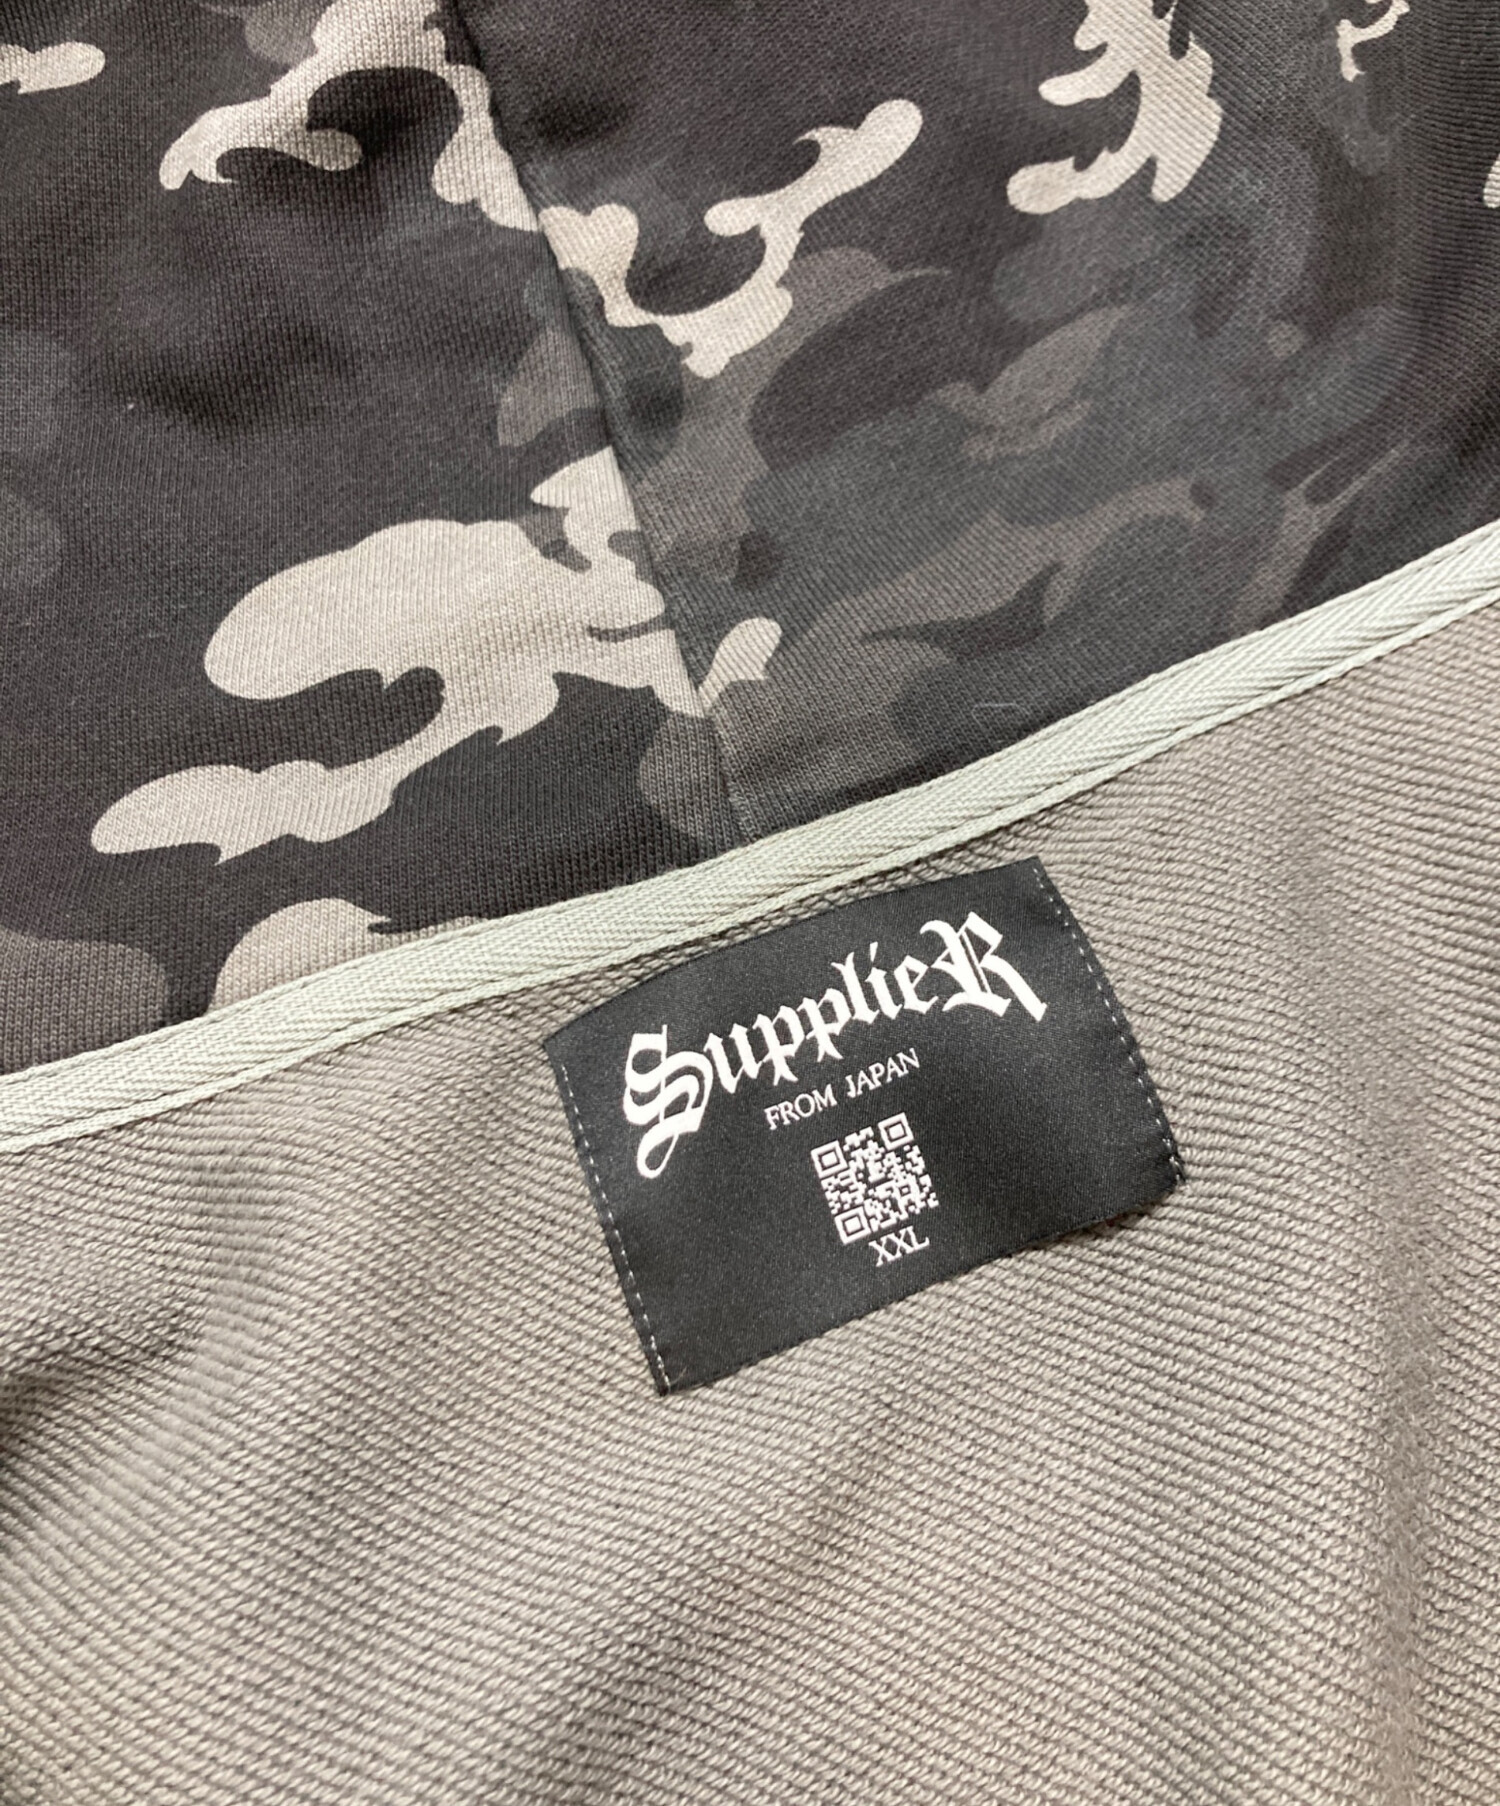 SupplieR
FROM JAPAN
XXL